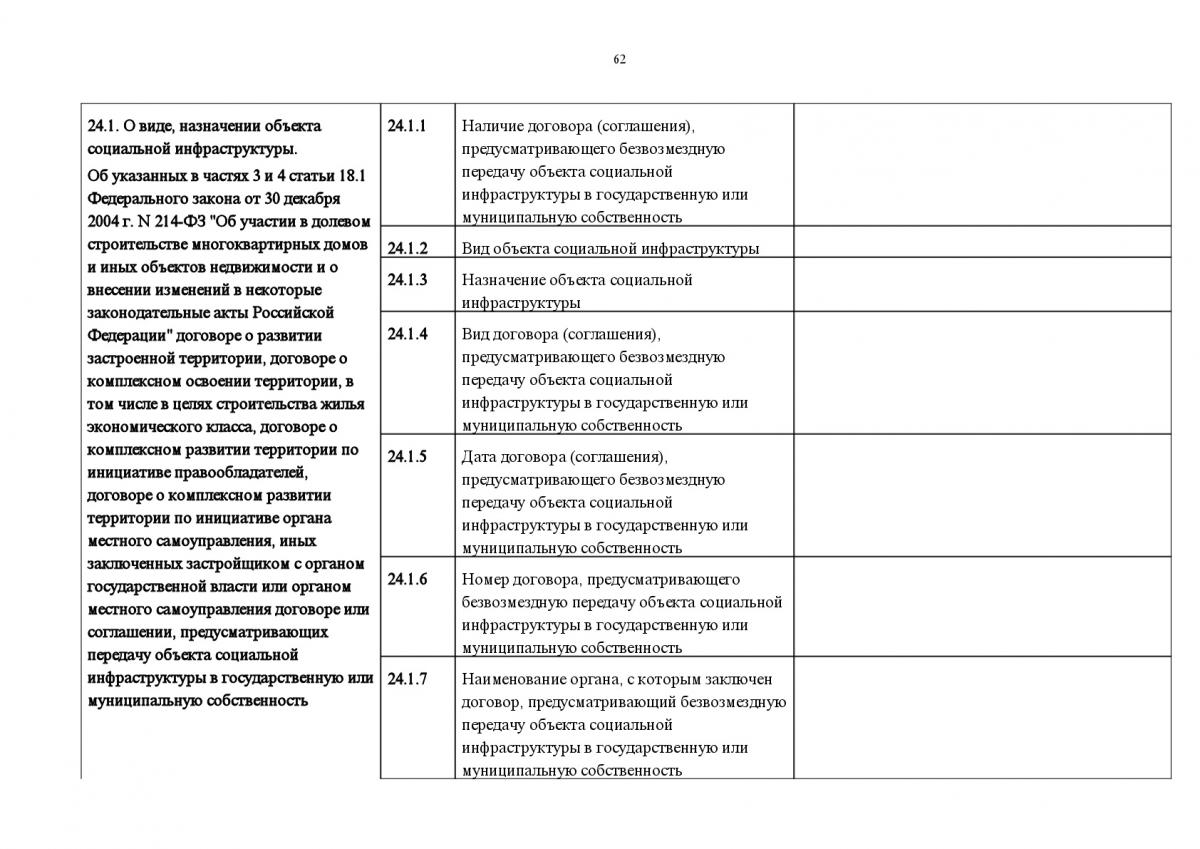 62
24.1. О виде, назначении объекта
социальной инфраструктуры.
Об указанных в частях 3 и 4 статьи 18.1
Федерального закона от 30 декабря
2004 г. N 214-ФЗ "Об участии в долевом
строительстве многоквартирных домов
и иных объектов недвижимости и о
внесении изменений в некоторые
законодательные акты Российской
Федерации" договоре о развитии
застроенной территории, договоре о
комплексном освоении территории, в
том числе в целях строительства жилья
экономического класса, договоре о
комплексном развитии территории по
инициативе правообладателей,
договоре о комплексном развитии
территории по инициативе органа
местного самоуправления, иных
заключенных застройщиком с органом
государственной власти или органом
местного самоуправления договоре или
соглашении, предусматривающих
передачу объекта социальной
инфраструктуры в государственную или
муниципальную собственность
24.1.1
Наличие договора (соглашения),
предусматривающего безвозмездную
передачу объекта социальной
инфраструктуры в государственную или
муниципальную собственность
24.1.2
Вид объекта социальной инфраструктуры
24.1.3
Назначение объекта социальной
инфраструктуры
24.1.4
Вид договора (соглашения),
предусматривающего безвозмездную
передачу объекта социальной
инфраструктуры в государственную или
муниципальную собственность
24.1.5
Дата договора (соглашения),
предусматривающего безвозмездную
передачу объекта социальной
инфраструктуры в государственную или
муниципальную собственность
24.1.6
Номер договора, предусматривающего
безвозмездную передачу объекта социальной
инфраструктуры в государственную или
муниципальную собственность
24.1.7
Наименование органа, с которым заключен
договор, предусматривающий безвозмездную
передачу объекта социальной
инфраструктуры в государственную или
муниципальную собственность